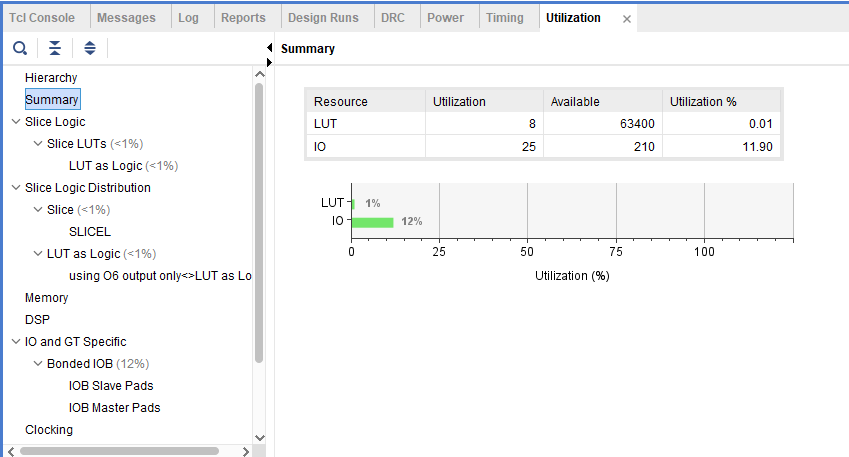 Tcl Console Messages Log Reports Design Runs DRC Power Timing Utilization
Summary
Hierarchy
Summary
Slice Logic
Slice LUTs (<1%)
LUT as Logic (<1%)
Slice Logic Distribution
Slice (<1%)
SLICEL
LUT as Logic (<1%)
using O6 output only<>LUT as Lo
Memory
DSP
IO and GT Specific
Bonded IOB (12%)
IOB Slave Pads
IOB Master Pads
Clocking
Resource Utilization Available Utilization %
LUT 8 63400 0.01
IO 25 210 11.90
LUT 1%
IO 12%
0 25 50 75 100
Utilization (%)